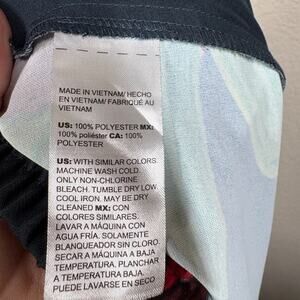 MADE IN VIETNAM/ HECHO
EN VIETNAM/ FABRIQUÉ AU
VIETNAM
US: 100% POLYESTER MX:
100% poliéster CA: 100%
POLYESTER
US: WITH SIMILAR COLORS.
MACHINE WASH COLD.
ONLY NON-CHLORINE
BLEACH. TUMBLE DRY LOW.
COOL IRON. MAY BE DRY
CLEANED MX: CON
COLORES SIMILARES.
LAVAR A MÁQUINA CON
AGUA FRÍA. SOLAMENTE
BLANQUEADOR SIN CLORO.
SECAR A MÁQUINA A BAJA
TEMPERATURA. PLANCHAR
A TEMPERATURA BAJA.
PUEDE LAVARSE EN SECO